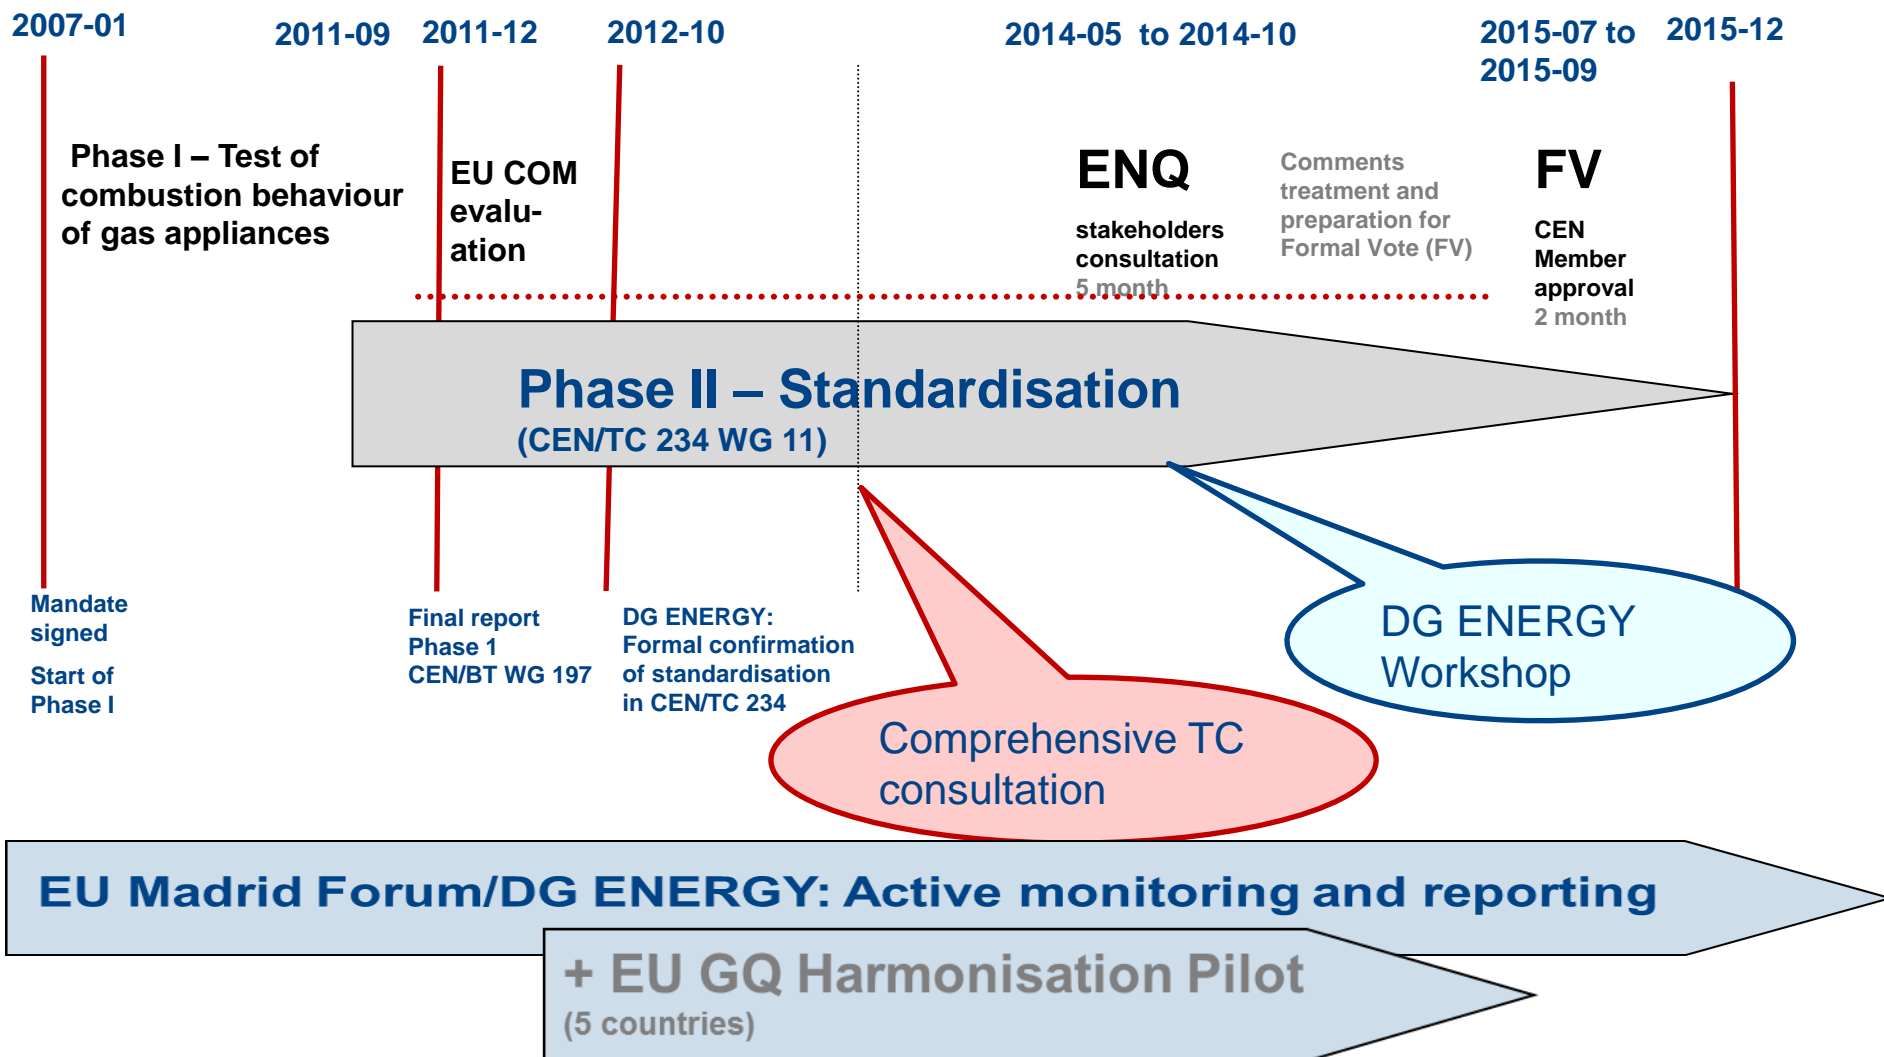 2007-01
2011-09
2011-12
2012-10
2014-05 to 2014-10
2015-07 to
2015-09
2015-12
Phase I – Test of
combustion behaviour
of gas appliances
EU COM
evalu-
ation
ENQ
stakeholders
consultation
5 month
Comments
treatment and
preparation for
Formal Vote (FV)
FV
CEN
Member
approval
2 month
Phase II – Standardisation
(CEN/TC 234 WG 11)
Mandate
signed
Start of
Phase I
Final report
Phase 1
CEN/BT WG 197
DG ENERGY:
Formal confirmation
of standardisation
in CEN/TC 234
Comprehensive TC
consultation
DG ENERGY
Workshop
EU Madrid Forum/DG ENERGY: Active monitoring and reporting
+ EU GQ Harmonisation Pilot
(5 countries)